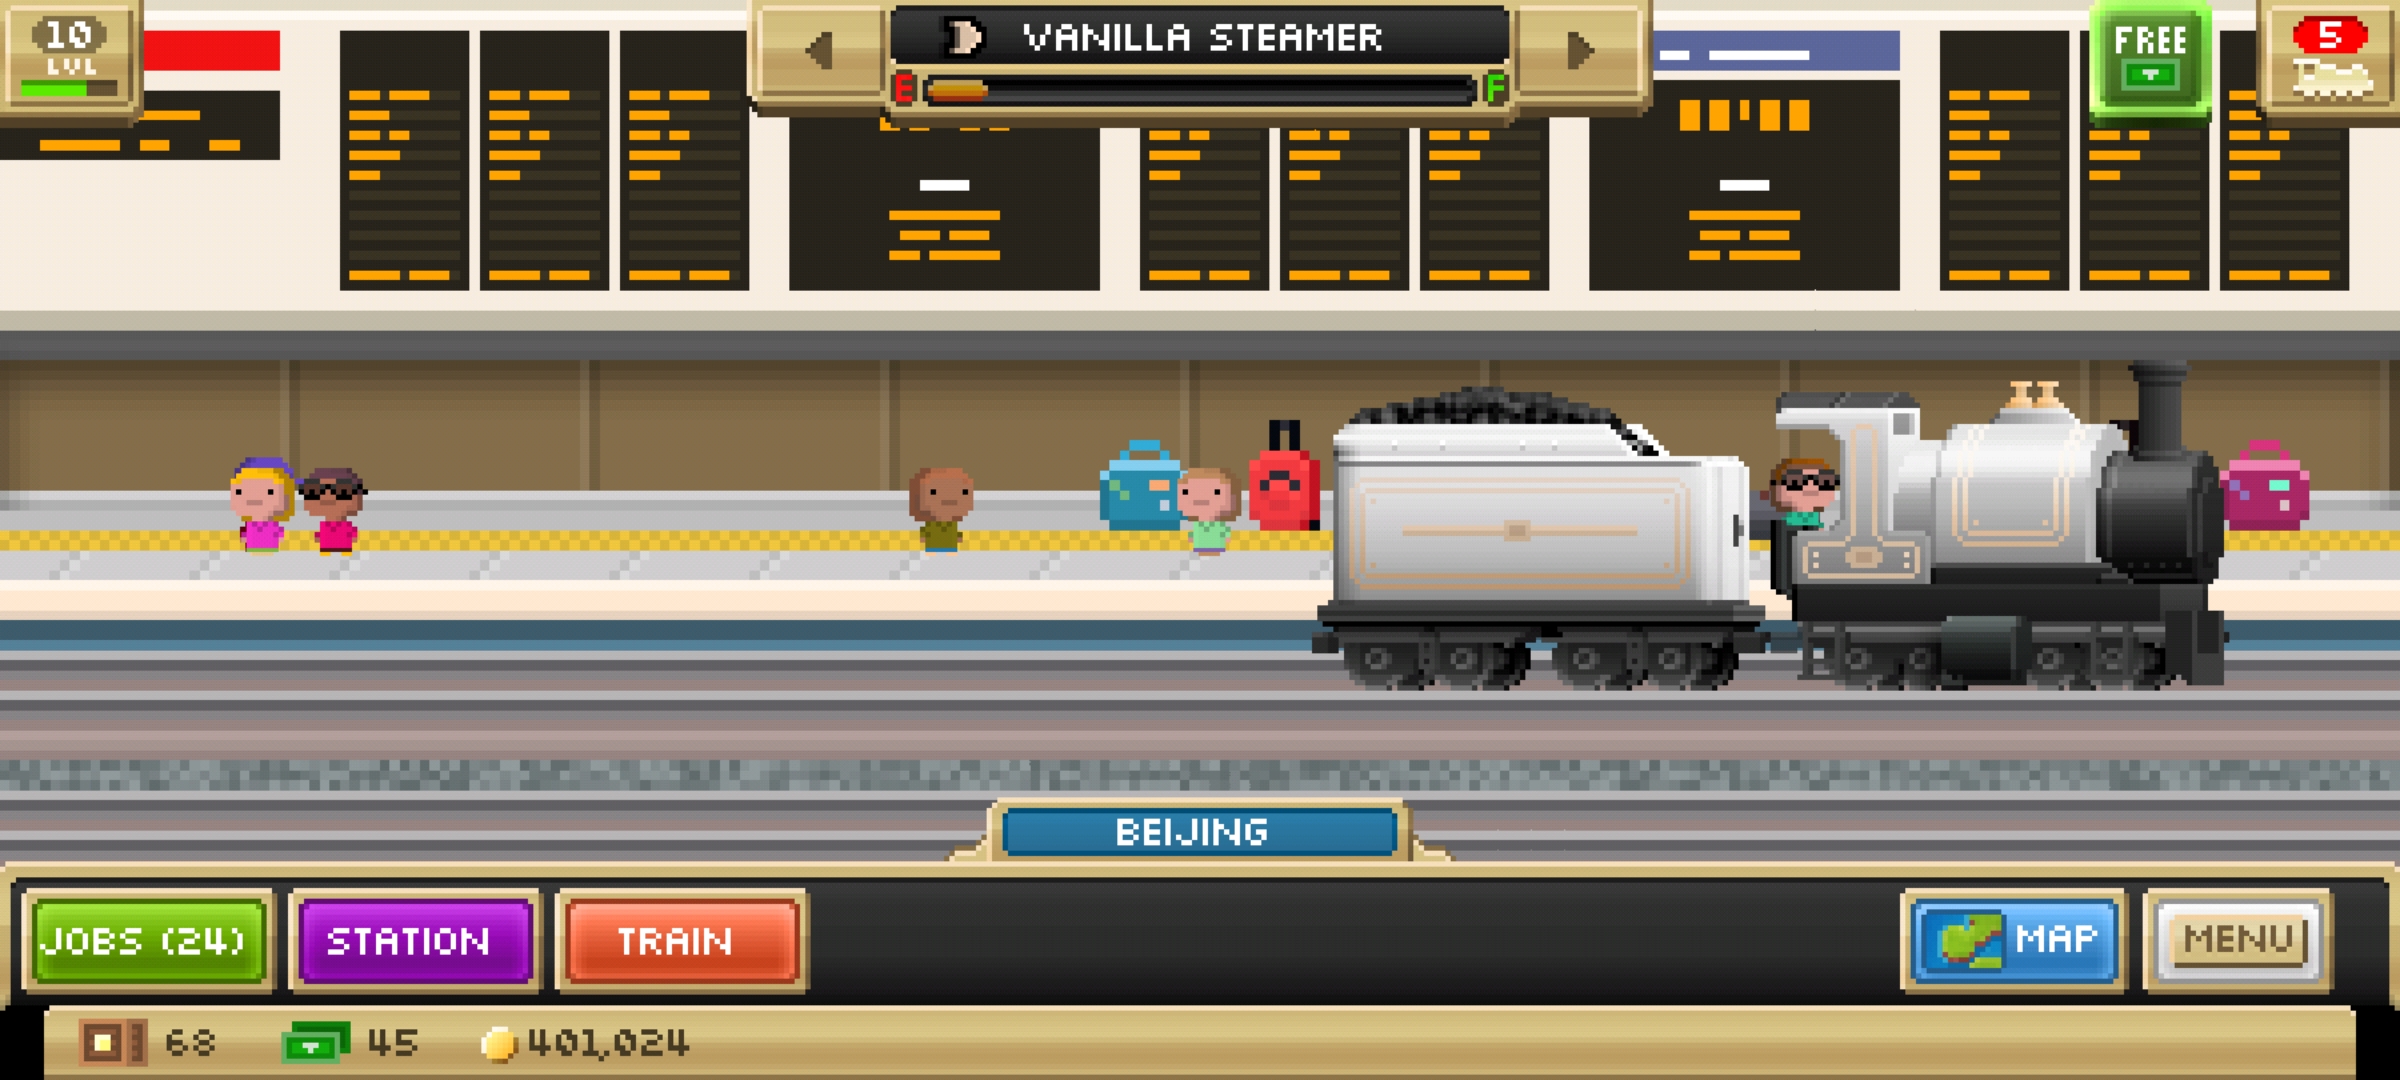 10
LVL
VANILLA STEAMER
E
F
FREE
5
BEIJING
JOBS (24)
STATION
TRAIN
MAP
MENU
68
45
401,024